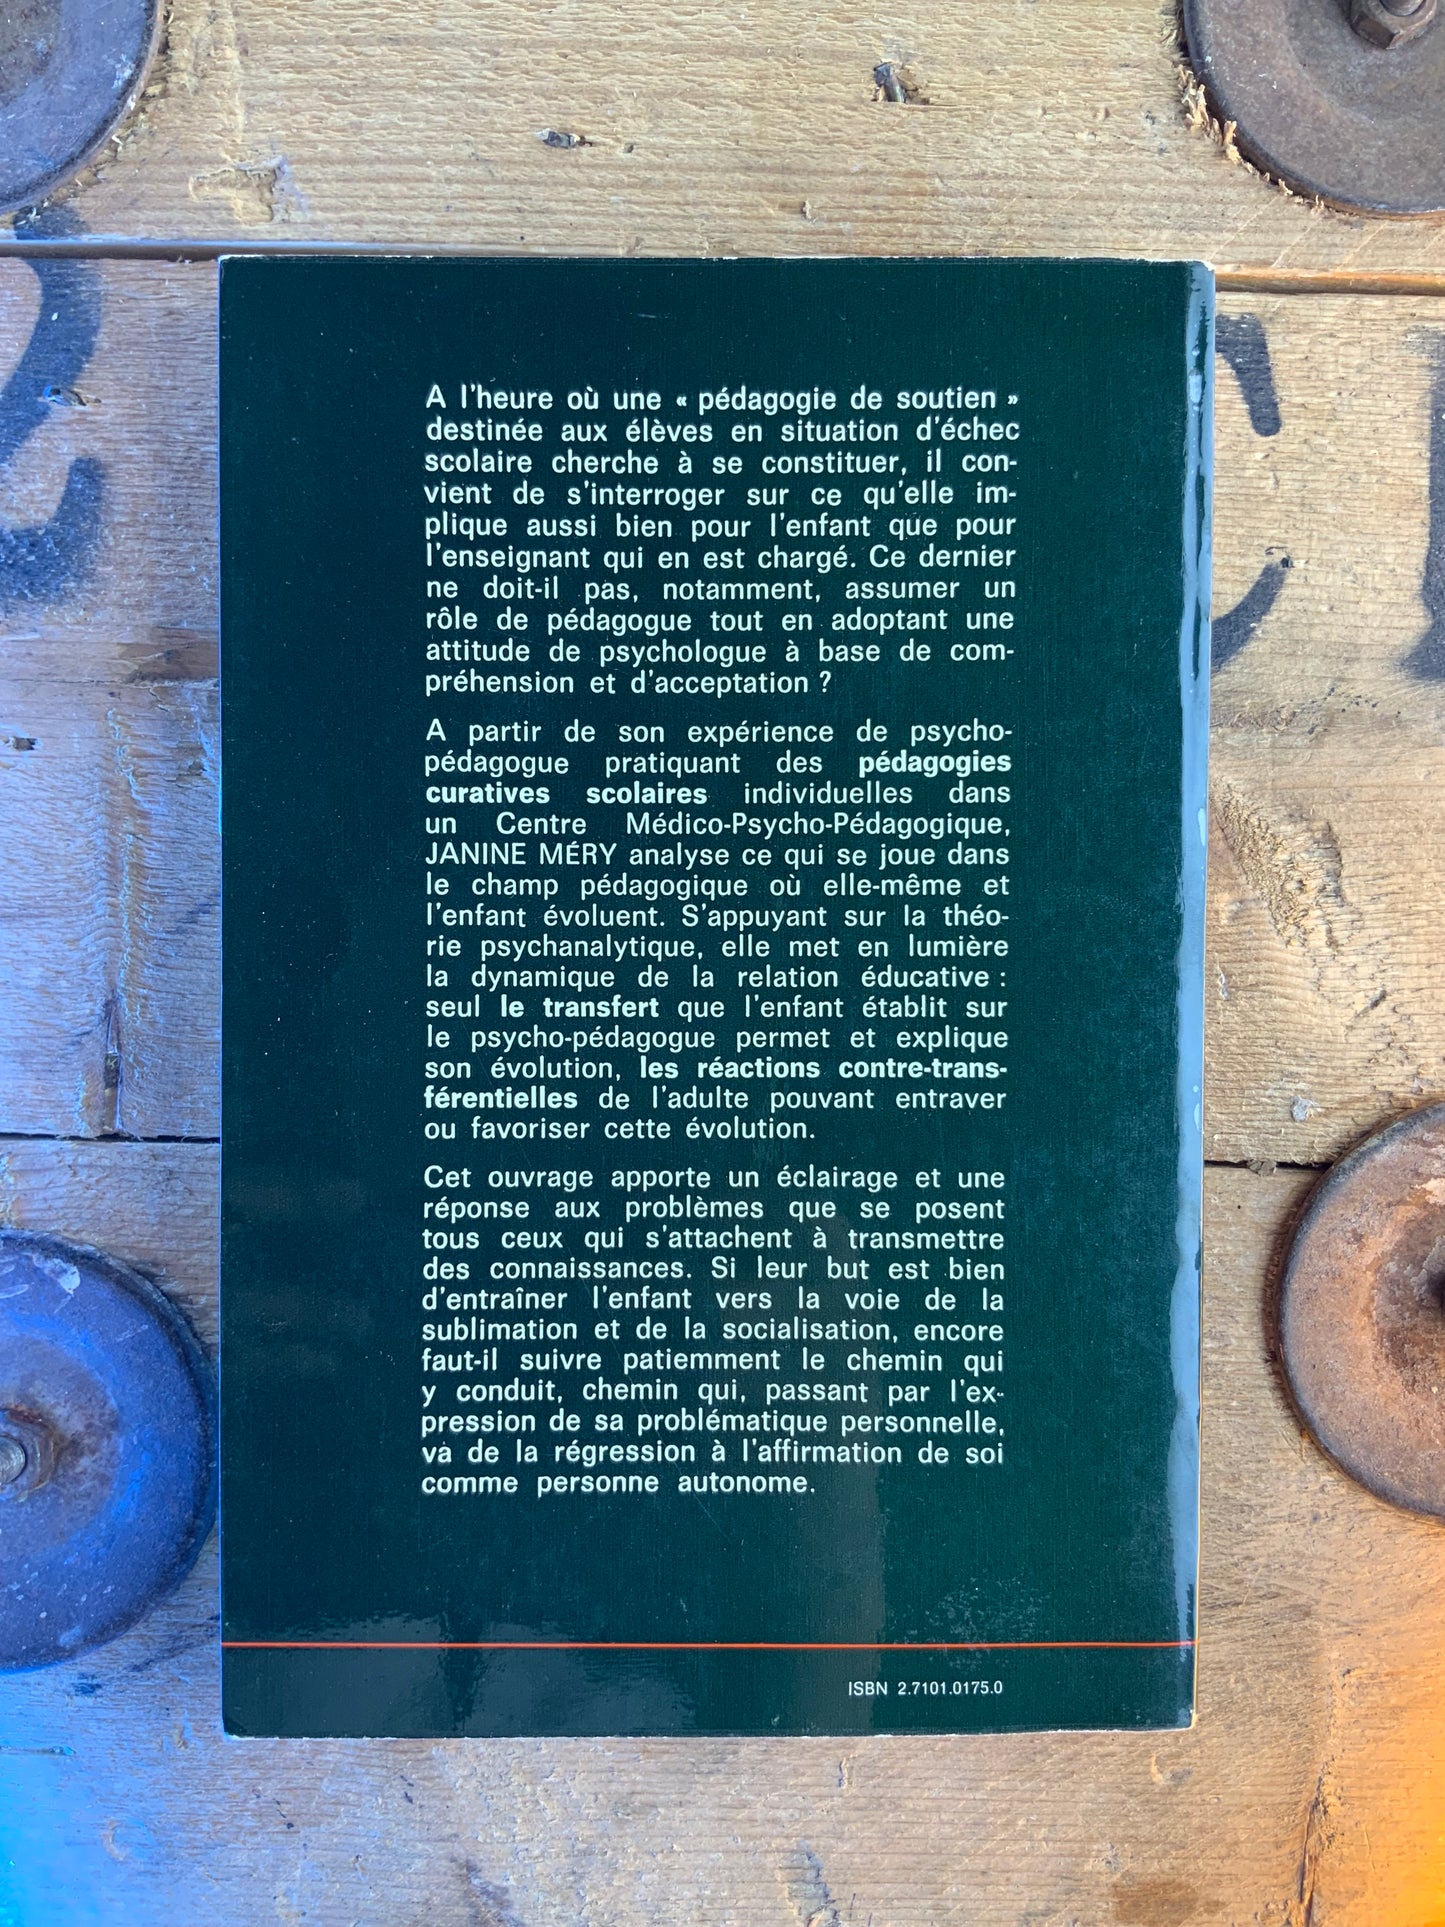 A l'heure où une « pédagogie de soutien »
destinée aux élèves en situation d'échec
scolaire cherche à se constituer, il con-
vient de s'interroger sur ce qu'elle im-
plique aussi bien pour l'enfant que pour
l'enseignant qui en est chargé. Ce dernier
ne doit-il pas, notamment, assumer un
rôle de pédagogue tout en adoptant une
attitude de psychologue à base de com-
préhension et d'acceptation ?
A partir de son expérience de psycho-
pédagogue pratiquant des pédagogies
curatives scolaires individuelles dans
un Centre Médico-Psycho-Pédagogique,
JANINE MÉRY analyse ce qui se joue dans
le champ pédagogique où elle-même et
l'enfant évoluent. S'appuyant sur la théo-
rie psychanalytique, elle met en lumière
la dynamique de la relation éducative :
seul le transfert que l'enfant établit sur
le psycho-pédagogue permet et explique
son évolution, les réactions contre-trans-
férentielles de l'adulte pouvant entraver
ou favoriser cette évolution.
Cet ouvrage apporte un éclairage et une
réponse aux problèmes que se posent
tous ceux qui s'attachent à transmettre
des connaissances. Si leur but est bien
d'entraîner l'enfant vers la voie de la
sublimation et de la socialisation, encore
faut-il suivre patiemment le chemin qui
y conduit, chemin qui, passant par l'ex-
pression de sa problématique personnelle,
va de la régression à l'affirmation de soi
comme personne autonome.
ISBN 2.7101.0175.0